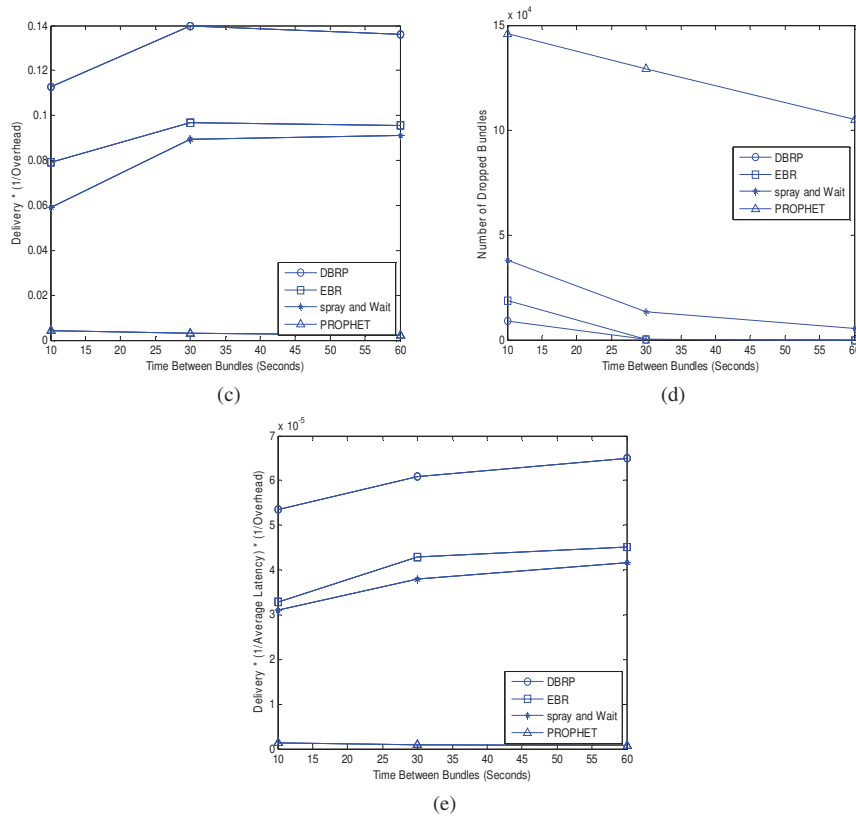 0.14
0.12
0.1
0.08
0.06
0.04
0.02
0
10 15 20 25 30 35 40 45 50 55 60
Time Between Bundles (Seconds)
Delivery * (1/Overhead)
DBRP
EBR
spray and Wait
PROPHET
(c)
x 10⁴
15
10
5
0
10 15 20 25 30 35 40 45 50 55 60
Time Between Bundles (Seconds)
Number of Dropped Bundles
DBRP
EBR
spray and Wait
PROPHET
(d)
x 10⁻⁵
7
6
5
4
3
2
1
0
10 15 20 25 30 35 40 45 50 55 60
Time Between Bundles (Seconds)
Delivery * (1/Average Latency) * (1/Overhead)
DBRP
EBR
spray and Wait
PROPHET
(e)